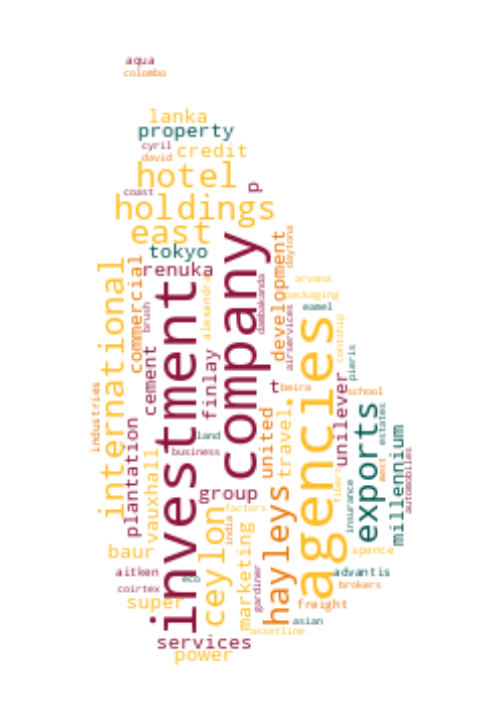 aqua
colombo
lanka
property
cyril
credit
david
hotel
p
coast
holdings
east
tokyo
renuka
company
investment
international
commercial
development
daytona
airservices
dambakanda
alexandra
brush
arvana
packaging
eamel
agencies
contship
pieris
cement
finlay
t
beira
school
unilever
industries
plantation
vauxhall
land
business
united
travel
exports
estates
west
automobiles
millennium
group
hayleys
fibers
insurance
factors
ceylon
india
marketing
baur
spence
aitken
eco
advantis
coirtex
brokers
gardiner
super
freight
asian
assetline
services
power